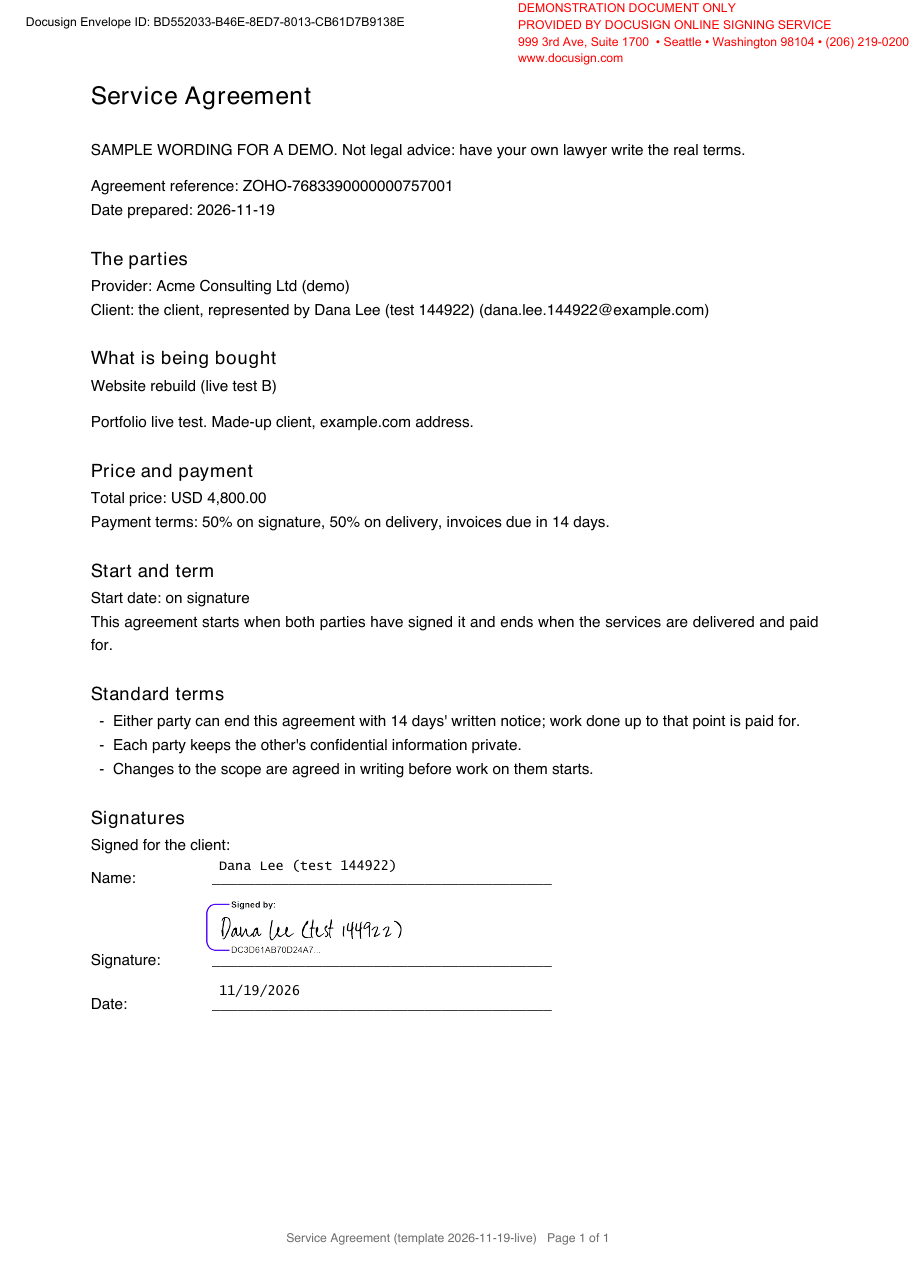 Docusign Envelope ID: BD552033-B46E-8ED7-8013-CB61D7B9138E
DEMONSTRATION DOCUMENT ONLY
PROVIDED BY DOCUSIGN ONLINE SIGNING SERVICE
999 3rd Ave, Suite 1700 • Seattle • Washington 98104 • (206) 219-0200
www.docusign.com
Service Agreement
SAMPLE WORDING FOR A DEMO. Not legal advice: have your own lawyer write the real terms.
Agreement reference: ZOHO-7683390000000757001
Date prepared: 2026-11-19
The parties
Provider: Acme Consulting Ltd (demo)
Client: the client, represented by Dana Lee (test 144922) (dana.lee.144922@example.com)
What is being bought
Website rebuild (live test B)
Portfolio live test. Made-up client, example.com address.
Price and payment
Total price: USD 4,800.00
Payment terms: 50% on signature, 50% on delivery, invoices due in 14 days.
Start and term
Start date: on signature
This agreement starts when both parties have signed it and ends when the services are delivered and paid
for.
Standard terms
- Either party can end this agreement with 14 days' written notice; work done up to that point is paid for.
- Each party keeps the other's confidential information private.
- Changes to the scope are agreed in writing before work on them starts.
Signatures
Signed for the client:
Name: Dana Lee (test 144922)
Signed by:
Dana Lee (test 144922)
DC3D61AB70D24A7...
Signature:
Date: 11/19/2026
Service Agreement (template 2026-11-19-live) Page 1 of 1